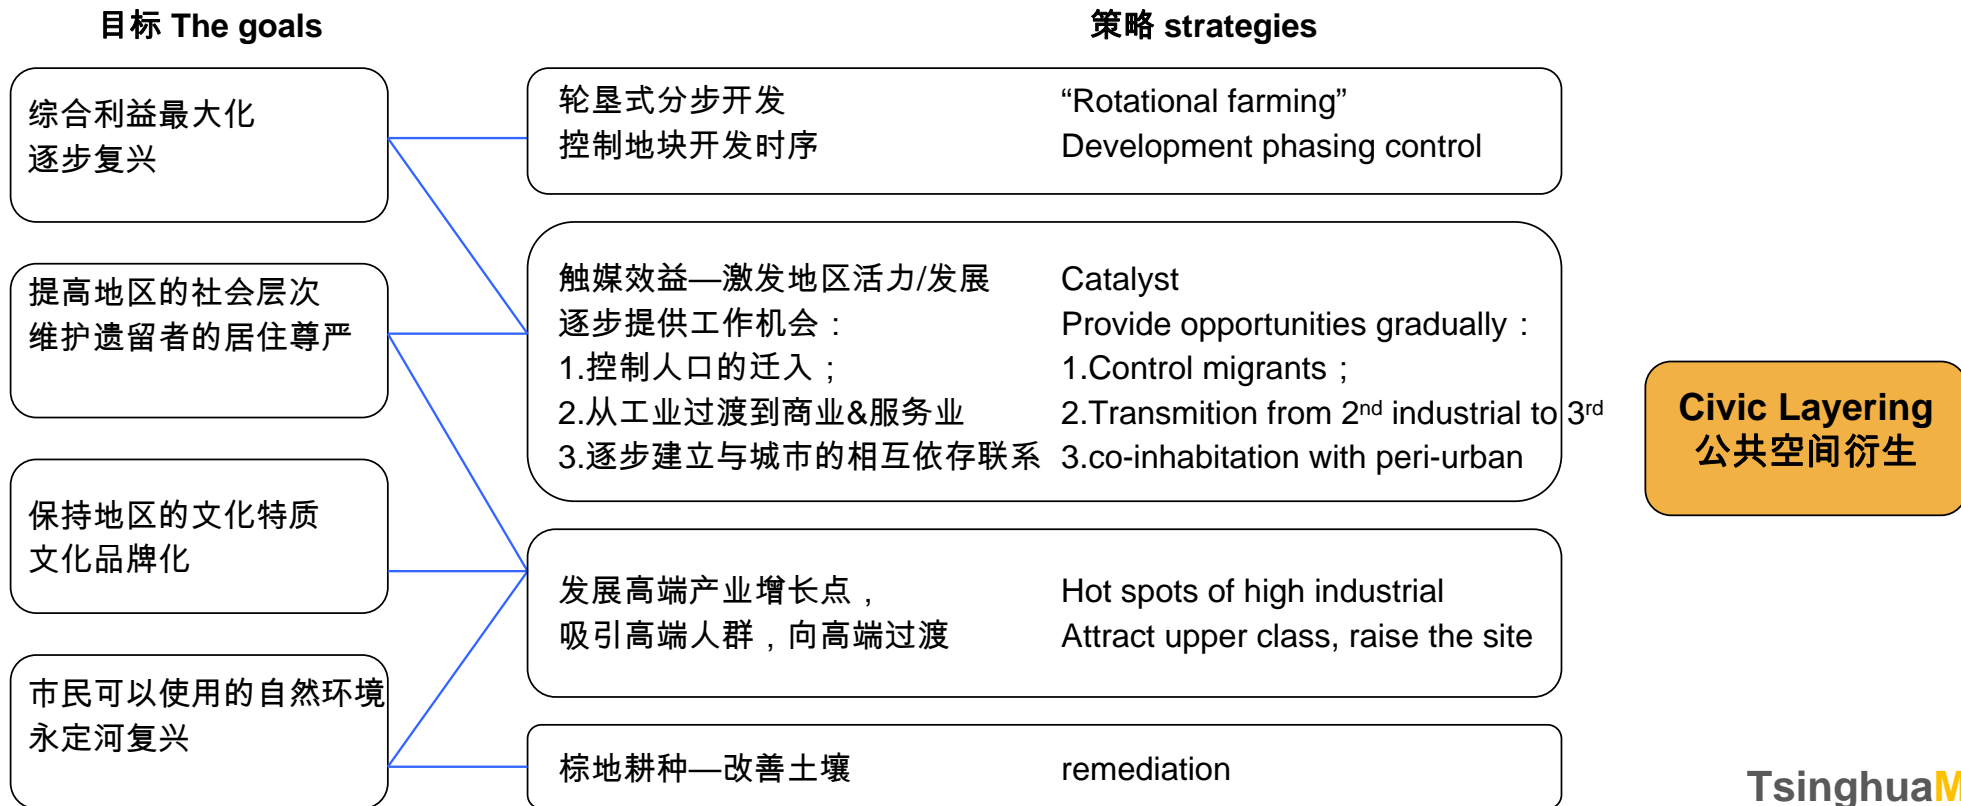 目标 The goals
策略 strategies
综合利益最大化
逐步复兴
提高地区的社会层次
维护遗留者的居住尊严
保持地区的文化特质
文化品牌化
市民可以使用的自然环境
永定河复兴
轮垦式分步开发 “Rotational farming”
控制地块开发时序 Development phasing control
触媒效益—激发地区活力/发展 Catalyst
逐步提供工作机会： Provide opportunities gradually：
1.控制人口的迁入； 1.Control migrants；
2.从工业过渡到商业&服务业 2.Transmition from 2nd industrial to 3rd
3.逐步建立与城市的相互依存联系 3.co-inhabitation with peri-urban
发展高端产业增长点， Hot spots of high industrial
吸引高端人群，向高端过渡 Attract upper class, raise the site
棕地耕种—改善土壤 remediation
Civic Layering
公共空间衍生
TsinghuaM